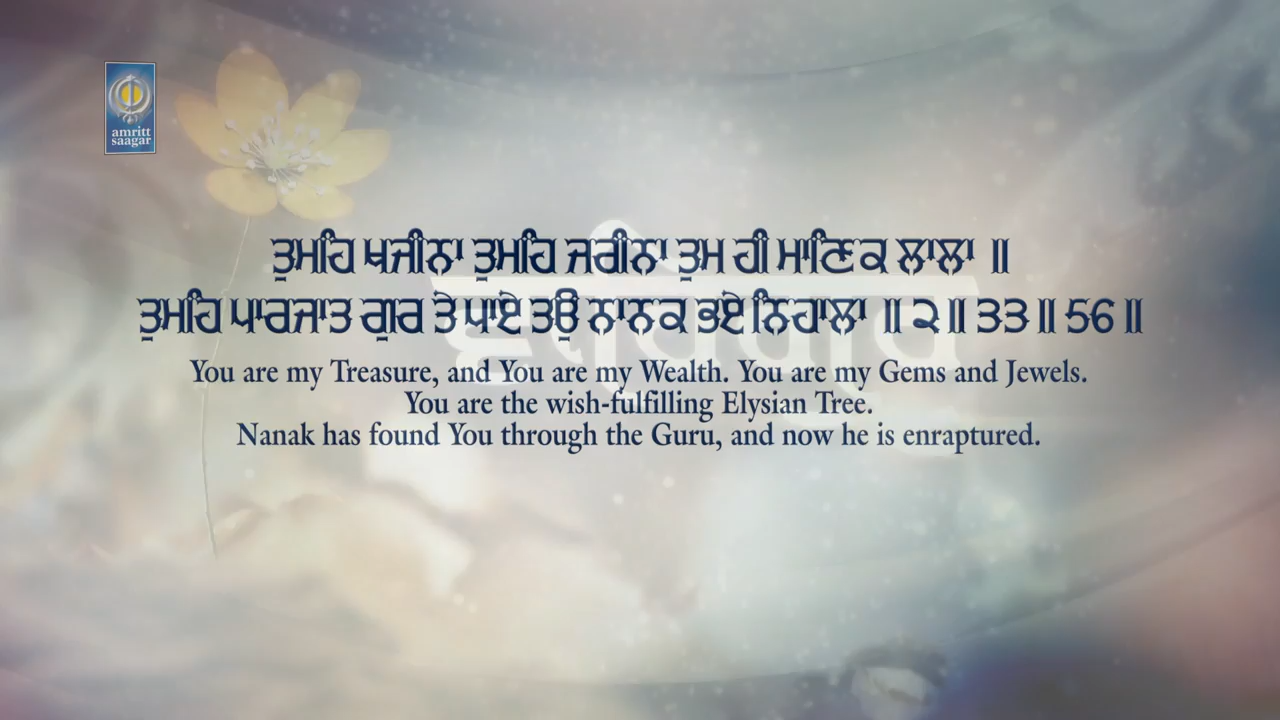 amritt
saagar
ਤੁਮਹਿ ਖਜੀਨਾ ਤੁਮਹਿ ਜਰੀਨਾ ਤੁਮ ਹੀ ਮਾਣਿਕ ਲਾਲਾ ॥
ਤੁਮਹਿ ਪਾਰਜਾਤ ਗੁਰ ਤੇ ਪਾਏ ਤਉ ਨਾਨਕ ਭਏ ਨਿਹਾਲਾ ॥ ੨ ॥ ੩੩ ॥ 56 ॥
You are my Treasure, and You are my Wealth. You are my Gems and Jewels.
You are the wish-fulfilling Elysian Tree.
Nanak has found You through the Guru, and now he is enraptured.
ਵਾਹਿਗੁਰੂ